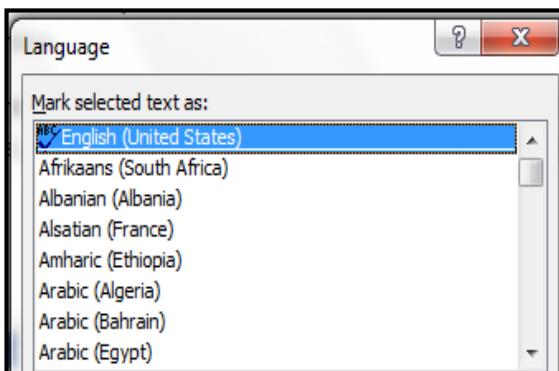 Language
Mark selected text as:
ABC English (United States)
Afrikaans (South Africa)
Albanian (Albania)
Alsatian (France)
Amharic (Ethiopia)
Arabic (Algeria)
Arabic (Bahrain)
Arabic (Egypt)